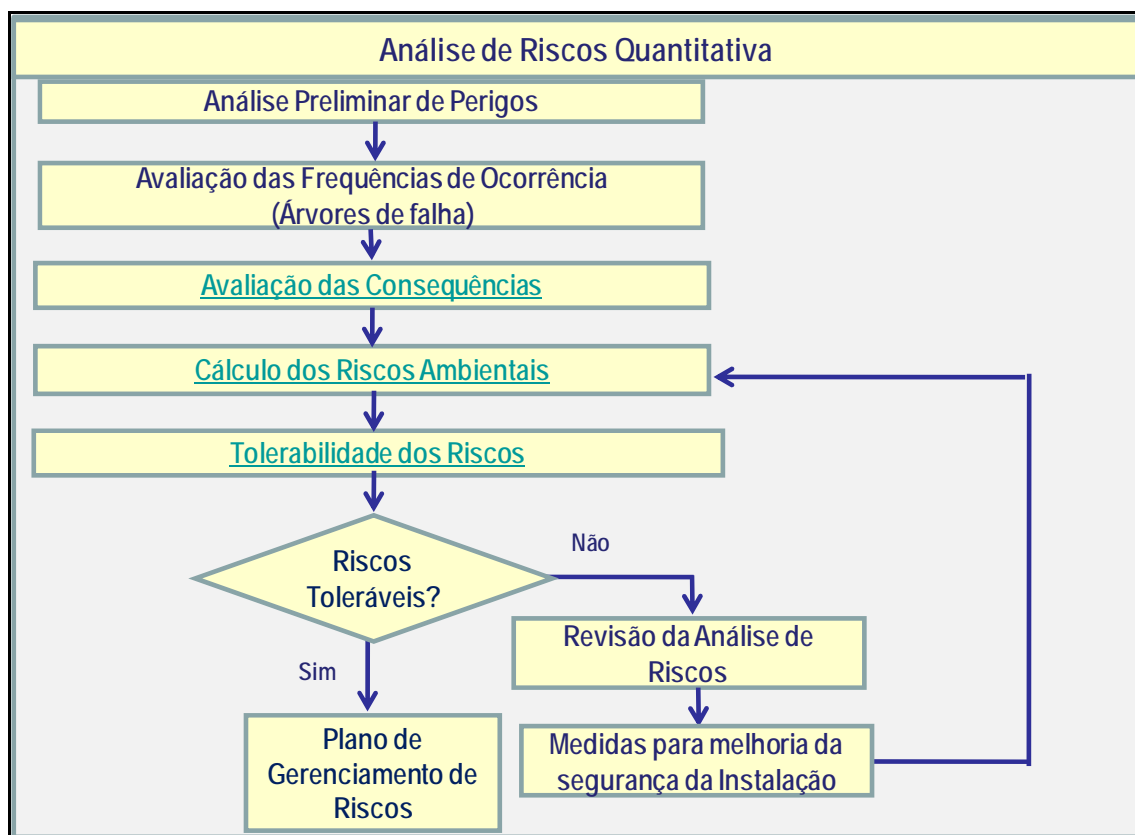 Análise de Riscos Quantitativa
Análise Preliminar de Perigos
Avaliação das Frequências de Ocorrência
(Árvores de falha)
Avaliação das Consequências
Cálculo dos Riscos Ambientais
Tolerabilidade dos Riscos
Riscos
Toleráveis?
Não
Sim
Revisão da Análise de
Riscos
Plano de
Gerenciamento de
Riscos
Medidas para melhoria da
segurança da Instalação